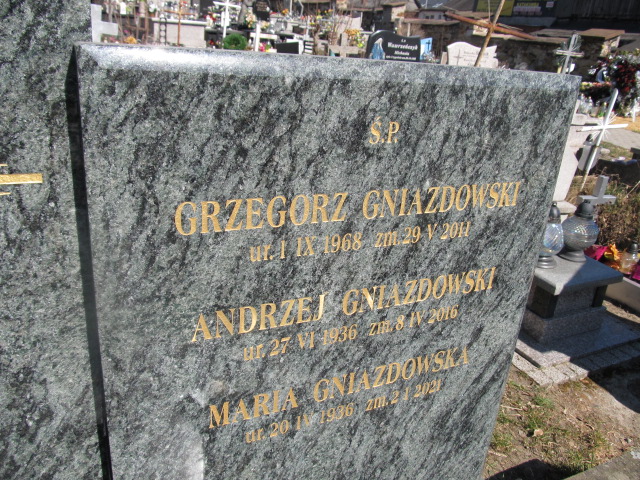 Ś.P.
GRZEGORZ GNIAZDOWSKI
ur. 1 IX 1968 zm. 29 V 2011
ANDRZEJ GNIAZDOWSKI
ur. 27 VI 1936 zm. 8 IV 2016
MARIA GNIAZDOWSKA
ur. 20 IV 1936 zm. 2 I 2021